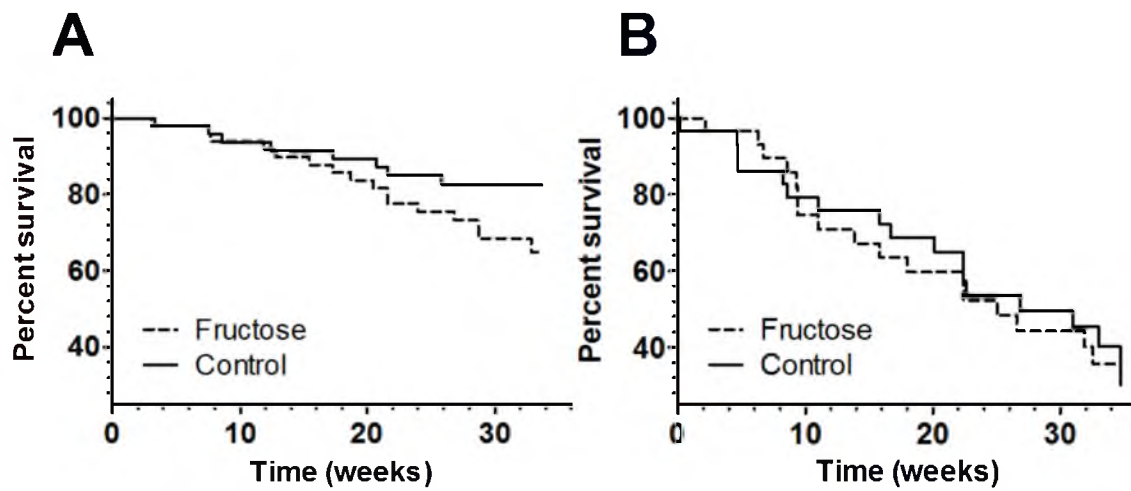 A
B
Percent survival
100
80
60
40
Fructose
Control
0 10 20 30
Time (weeks)
Percent survival
100
80
60
40
Fructose
Control
0 10 20 30
Time (weeks)